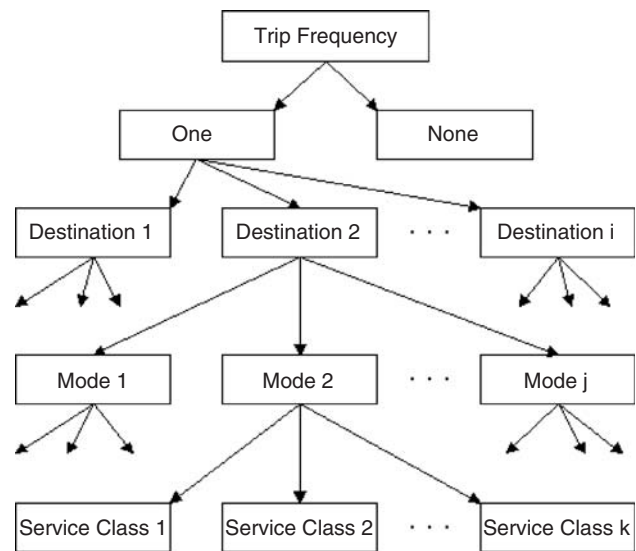 Trip Frequency
One
None
Destination 1
Destination 2
. . .
Destination i
Mode 1
Mode 2
. . .
Mode j
Service Class 1
Service Class 2
. . .
Service Class k